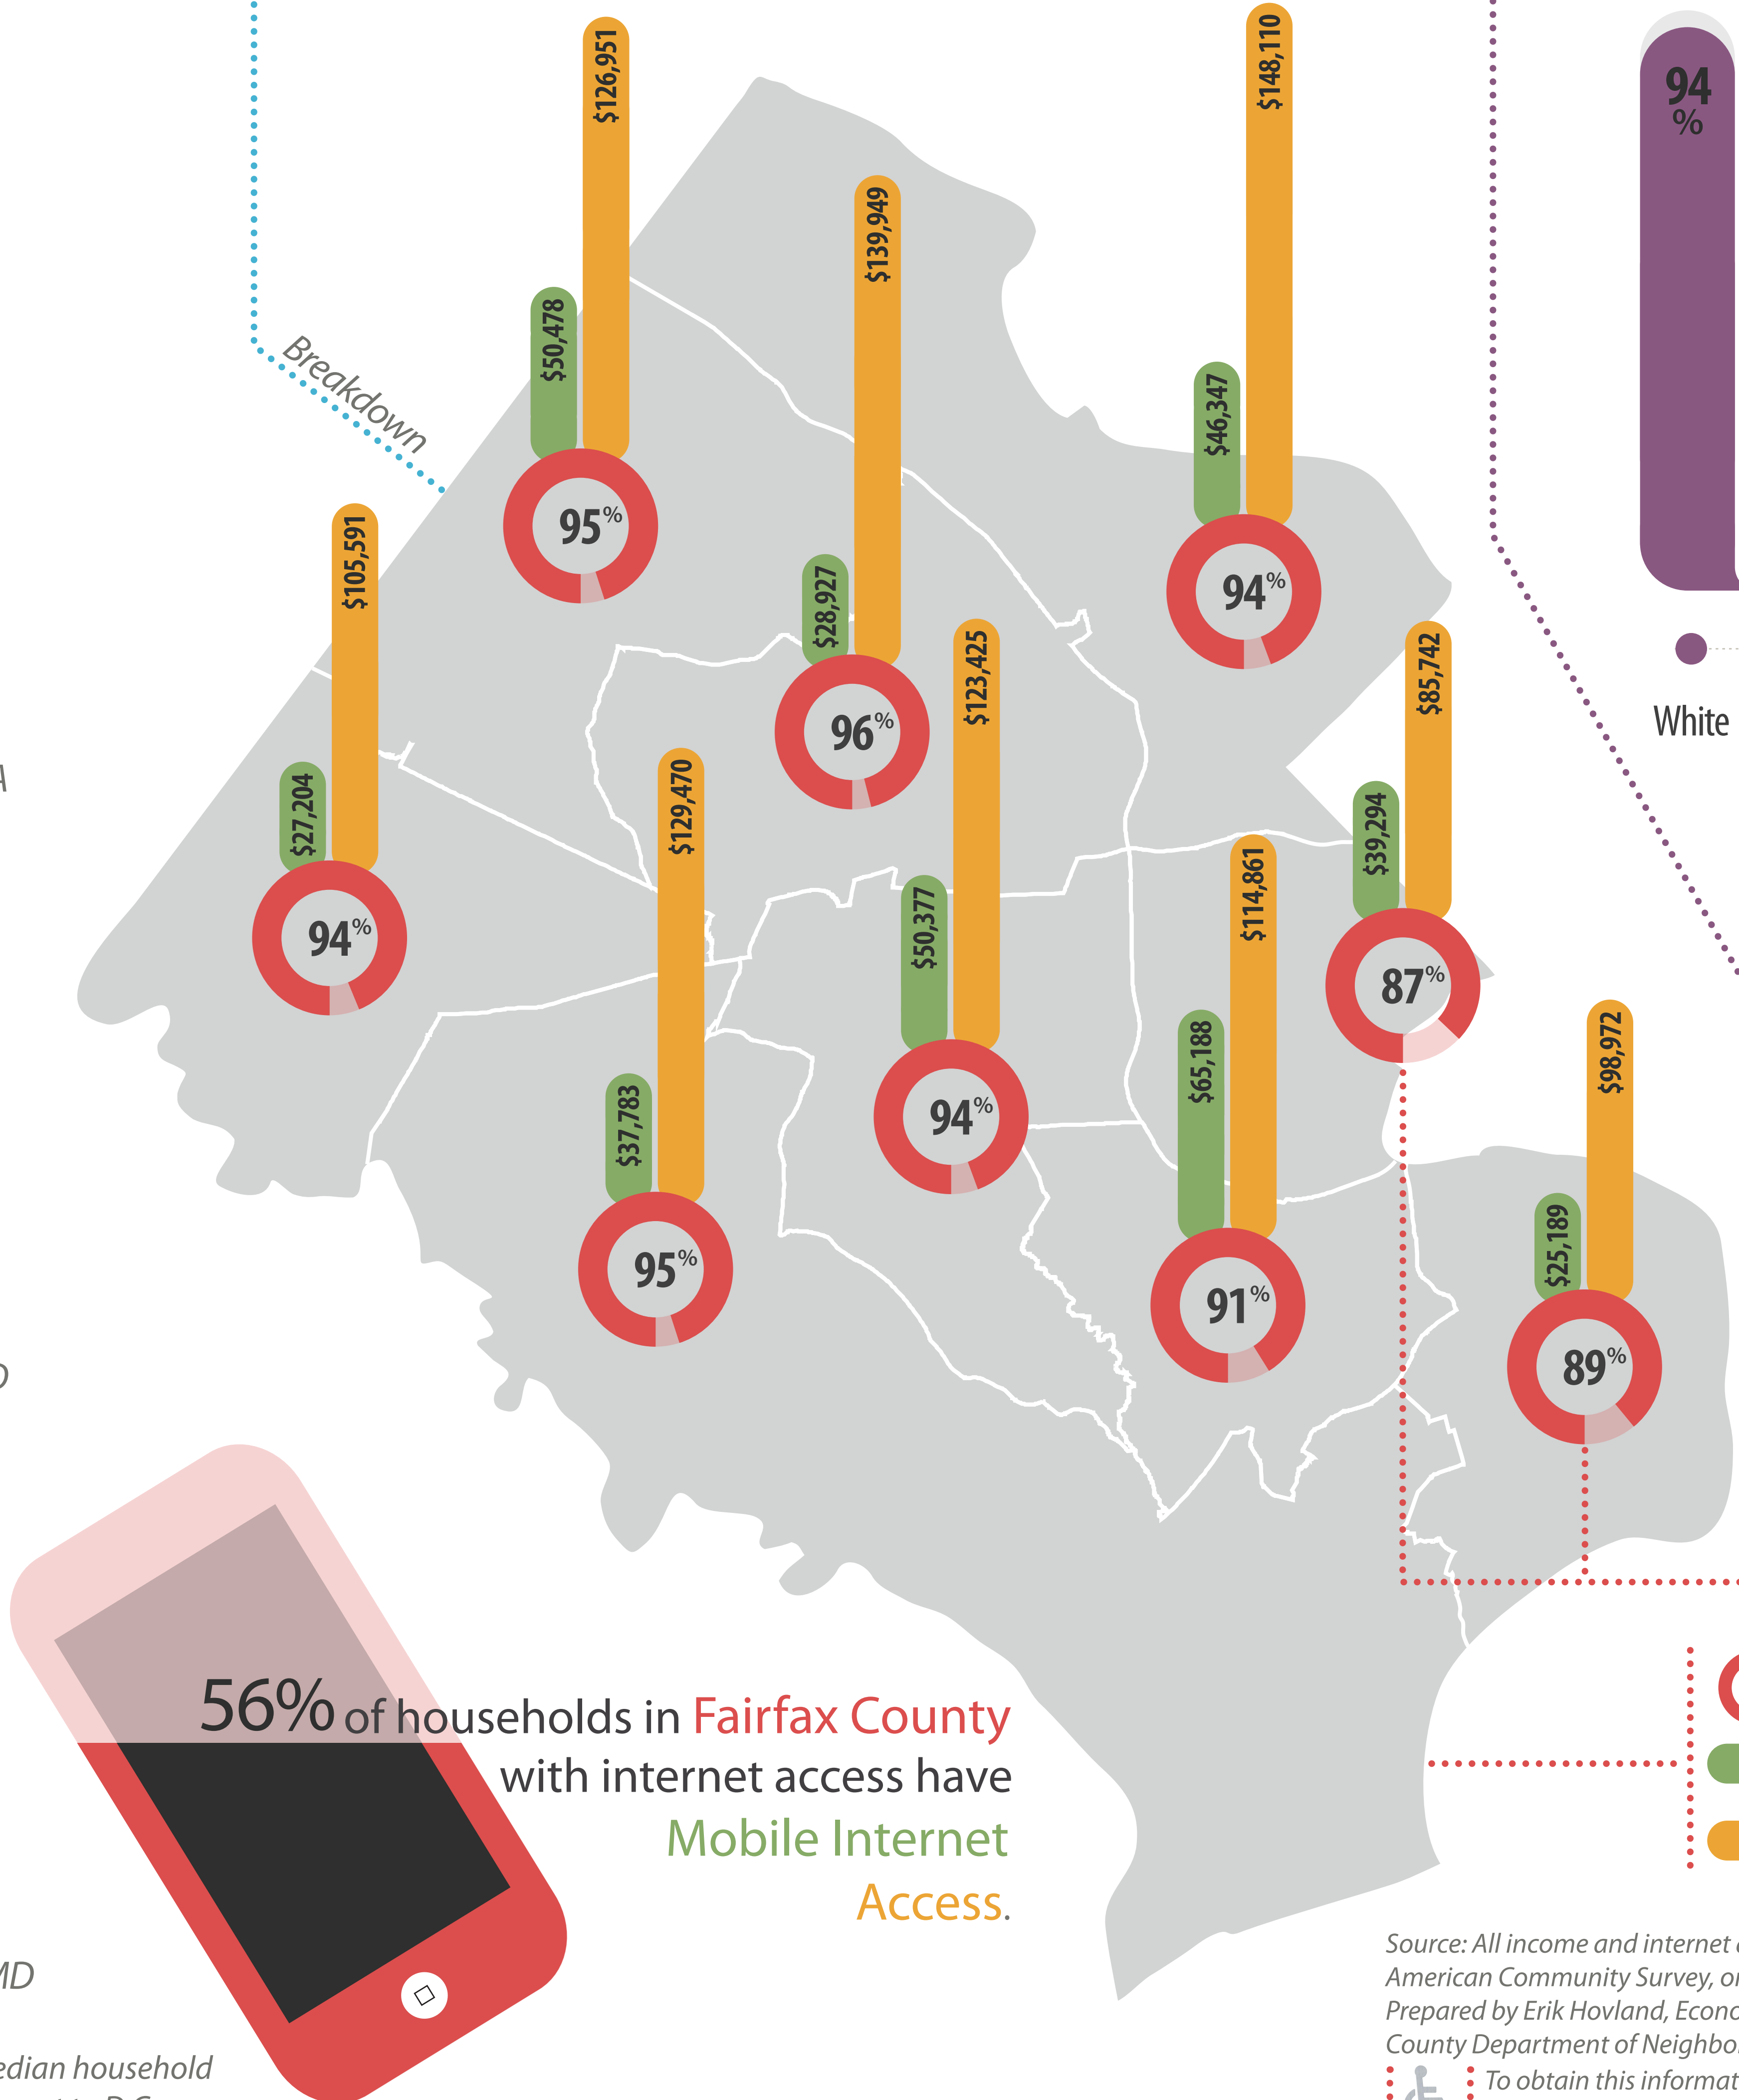 $126,951
$148,110
94
%
$139,949
Breakdown
$50,478
$46,347
95%
$105,591
$28,927
94%
$123,425
$85,742
White
96%
$129,470
$27,204
$39,294
$114,861
94%
$50,377
87%
$65,188
$98,972
$37,783
94%
$25,189
95%
91%
89%
56% of households in Fairfax County
with internet access have
Mobile Internet
Access.
Source: All income and internet
American Community Survey,
Prepared by Erik Hovland,
County Department of
MD
household
To obtain this